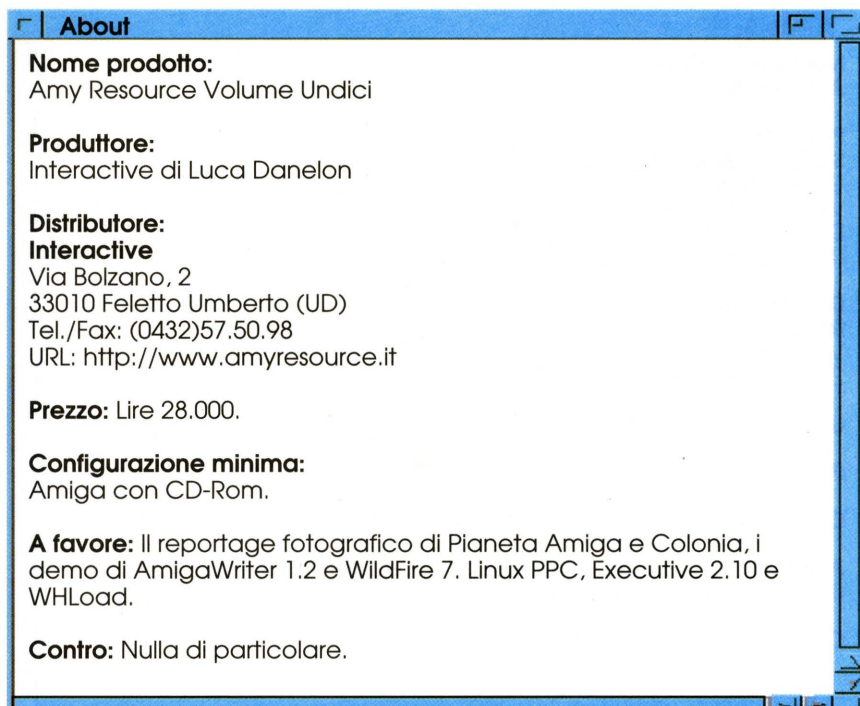 About
Nome prodotto:
Amy Resource Volume Undici
Produttore:
Interactive di Luca Danelon
Distributore:
Interactive
Via Bolzano, 2
33010 Feletto Umberto (UD)
Tel./Fax: (0432)57.50.98
URL: http://www.amyresource.it
Prezzo: Lire 28.000.
Configurazione minima:
Amiga con CD-Rom.
A favore: Il reportage fotografico di Pianeta Amiga e Colonia, i
demo di AmigaWriter 1.2 e WildFire 7. Linux PPC, Executive 2.10 e
WHLoad.
Contro: Nulla di particolare.